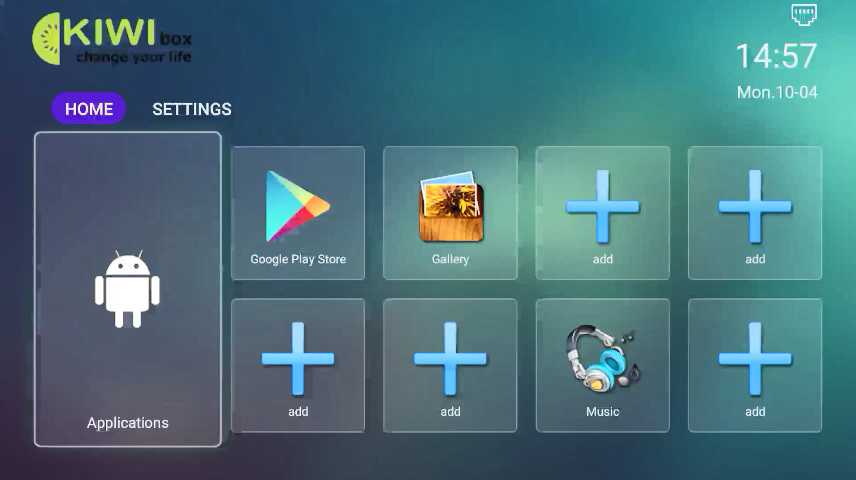 KIWI box
change your life
14:57
Mon.10-04
HOME
SETTINGS
Google Play Store
Gallery
add
add
Applications
add
add
Music
add